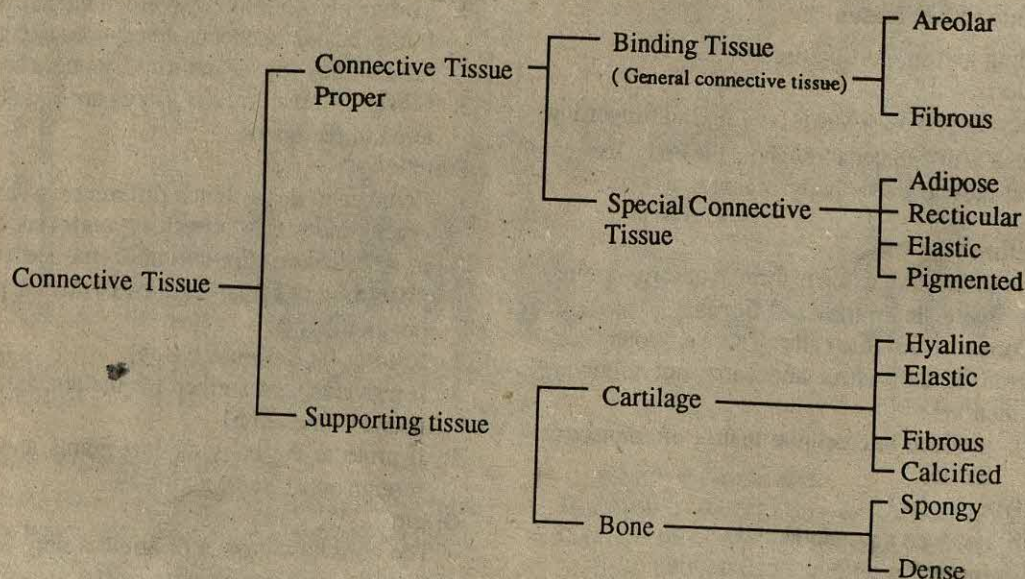 Connective Tissue
Connective Tissue
Proper
Binding Tissue
( General connective tissue)
Areolar
Fibrous
Special Connective
Tissue
Adipose
Recticular
Elastic
Pigmented
Supporting tissue
Cartilage
Hyaline
Elastic
Fibrous
Calcified
Bone
Spongy
Dense